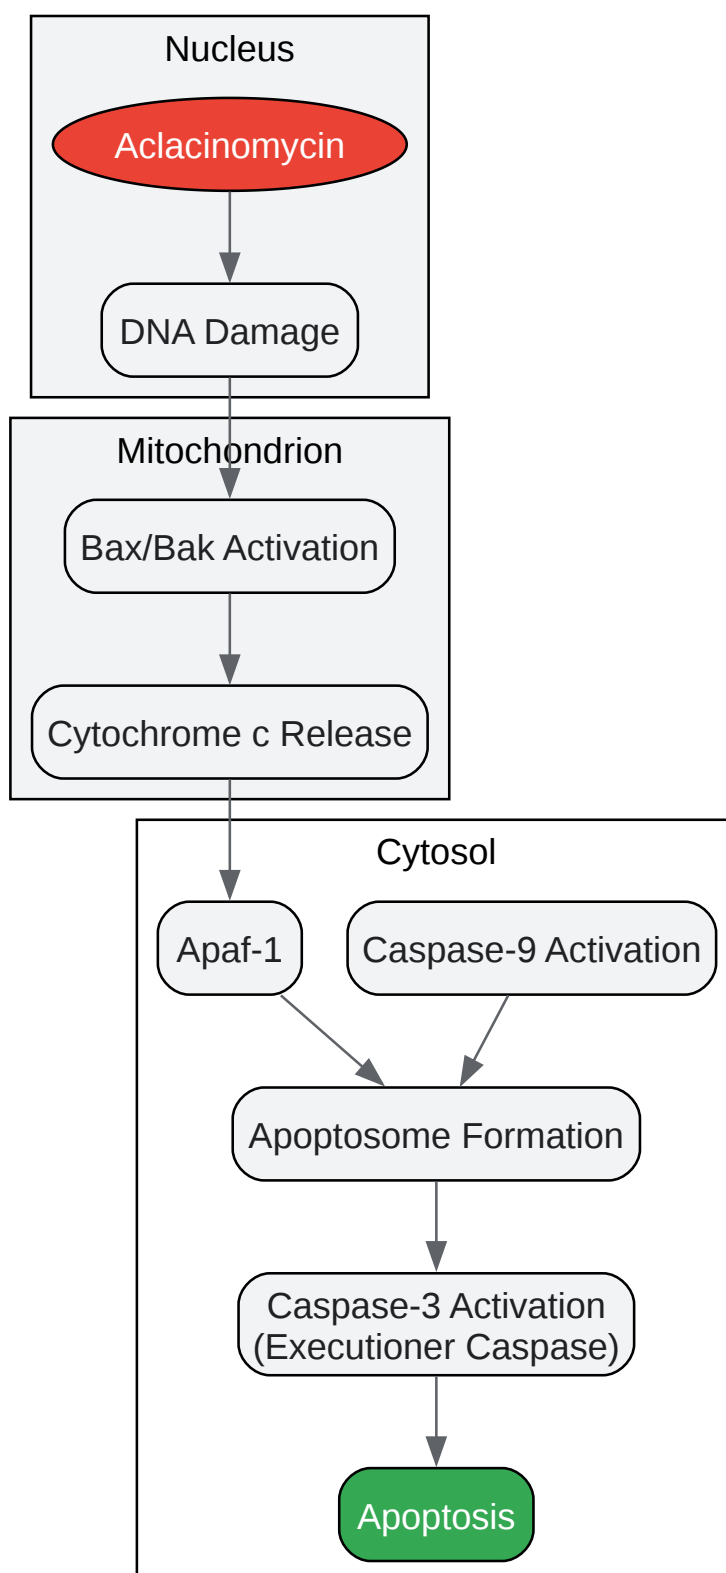 Nucleus
Aclacinomycin
DNA Damage
Mitochondrion
Bax/Bak Activation
Cytochrome c Release
Cytosol
Apaf-1
Caspase-9 Activation
Apoptosome Formation
Caspase-3 Activation
(Executioner Caspase)
Apoptosis